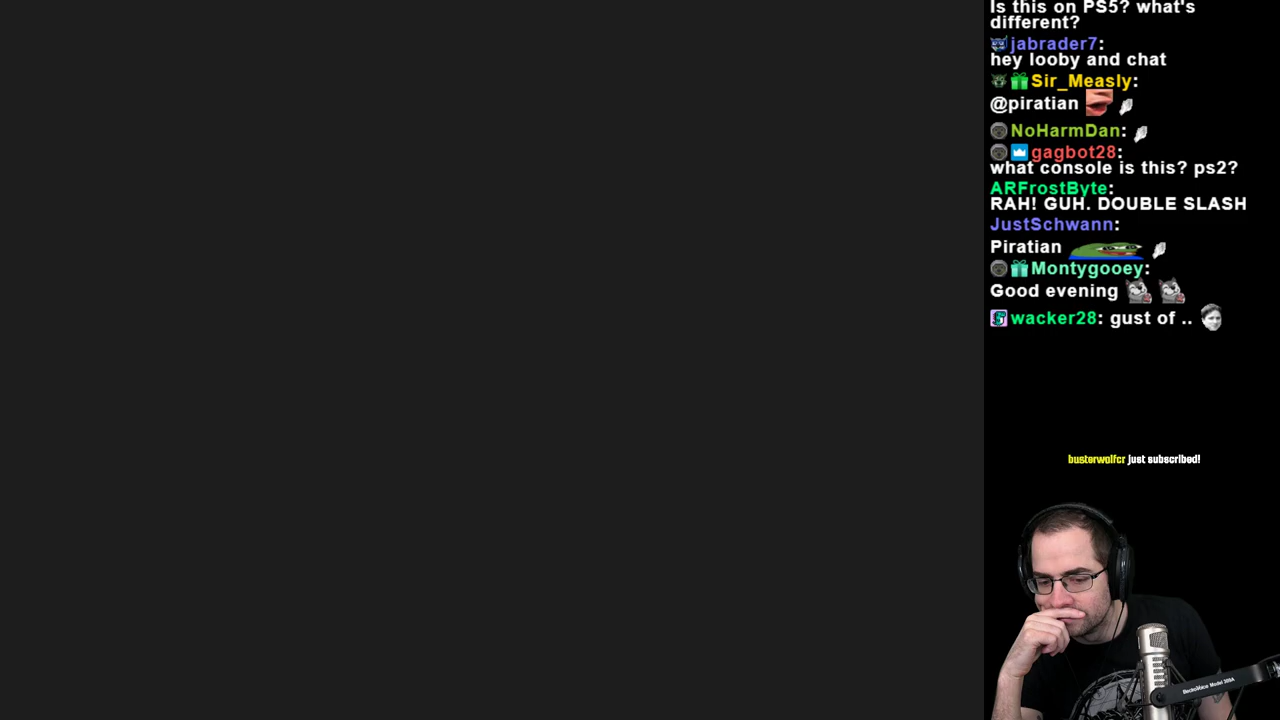 Is this on PS5? what's
different?
jabrader7:
hey looby and chat
Sir_Measly:
@piratian
NoHarmDan:
gagbot28:
what console is this? ps2?
ARFrostByte:
RAH! GUH. DOUBLE SLASH
JustSchwann:
Piratian
Montygooey:
Good evening
wacker28: gust of ..
busterwolfcr just subscribed!